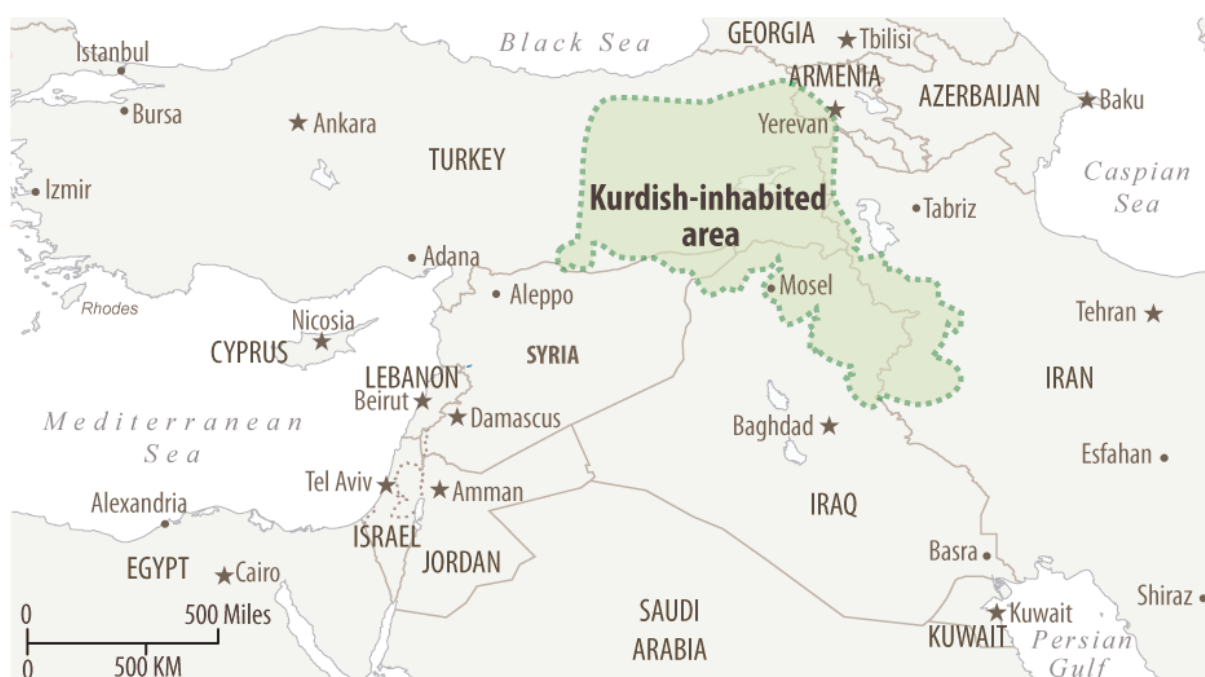 Black Sea
GEORGIA
Tbilisi
Istanbul
ARMENIA
AZERBAIJAN
Baku
Bursa
Ankara
Yerevan
TURKEY
Caspian
Sea
Izmir
Kurdish-inhabited
area
Tabriz
Adana
Aleppo
Mosel
Rhodes
Nicosia
Tehran
CYPRUS
SYRIA
LEBANON
IRAN
Beirut
Damascus
Baghdad
Mediterranean
Sea
Esfahan
Tel Aviv
Amman
Alexandria
IRAQ
ISRAEL
Basra
JORDAN
EGYPT
Cairo
Shiraz
0
500 Miles
SAUDI
ARABIA
Kuwait
KUWAIT
Persian
Gulf
0
500 KM